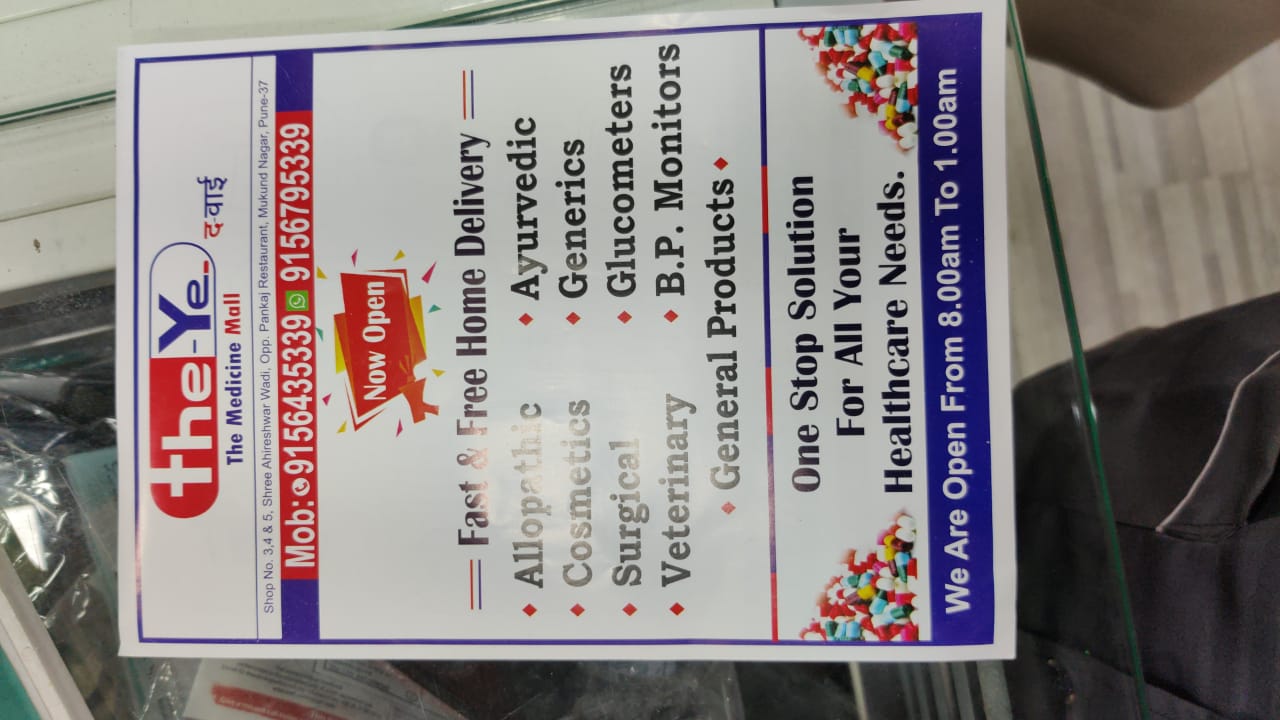 the-Ye.
द-वाई
The Medicine Mall
Shop No. 3,4 & 5, Shree Ahireshwar Wadi, Opp. Pankaj Restaurant, Mukund Nagar, Pune-37
Mob: 9156435339 9156795339
Now Open
Fast & Free Home Delivery
Allopathic Ayurvedic
Cosmetics Generics
Surgical Glucometers
Veterinary B.P. Monitors
General Products
One Stop Solution
For All Your
Healthcare Needs.
We Are Open From 8.00am To 1.00am